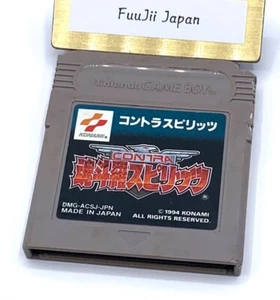 FuuJii Japan
Nintendo GAME BOY
KONAMI
コントラスピリッツ
CONTRA
魂斗羅スピリッツ
DMG-ACSJ-JPN
MADE IN JAPAN
©1994 KONAMI
ALL RIGHTS RESERVED.